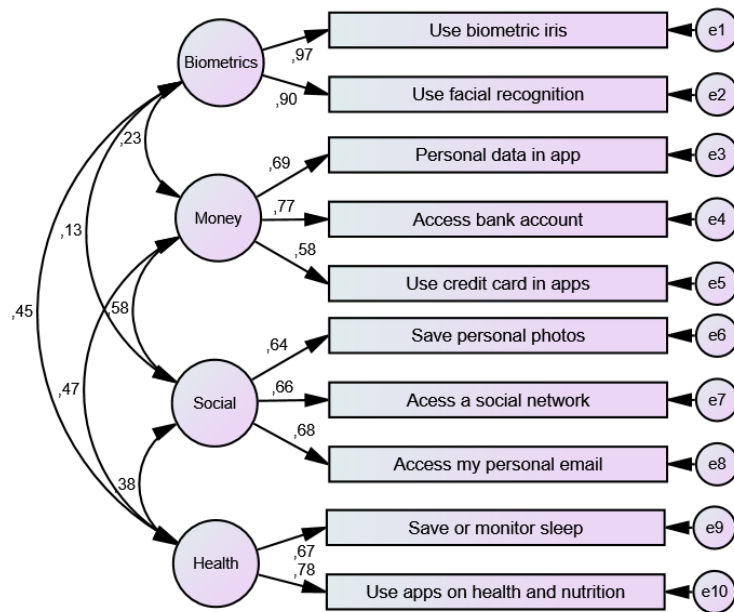 Use biometric iris
e1
,97
Biometrics
,90
Use facial recognition
e2
,23
,69
Personal data in app
e3
Money
,77
Access bank account
e4
,13
,58
Use credit card in apps
e5
,45
,58
,64
Save personal photos
e6
,47
Social
,66
Acess a social network
e7
,68
Access my personal email
e8
,38
Save or monitor sleep
e9
Health
,67
,78
Use apps on health and nutrition
e10